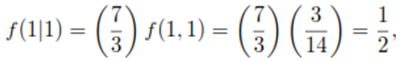 f(1|1) = (7/3) f(1, 1) = (7/3) (3/14) = 1/2,